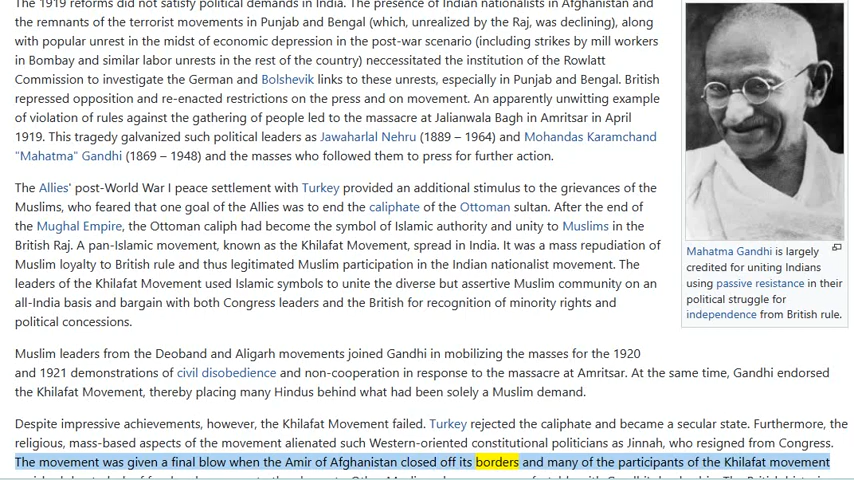 The 1919 reforms did not satisfy political demands in India. The presence of Indian nationalists in Afghanistan and
the remnants of the terrorist movements in Punjab and Bengal (which, unrealized by the Raj, was declining), along
with popular unrest in the midst of economic depression in the post-war scenario (including strikes by mill workers
in Bombay and similar labor unrests in the rest of the country) neccessitated the institution of the Rowlatt
Commission to investigate the German and Bolshevik links to these unrests, especially in Punjab and Bengal. British
repressed opposition and re-enacted restrictions on the press and on movement. An apparently unwitting example
of violation of rules against the gathering of people led to the massacre at Jalianwala Bagh in Amritsar in April
1919. This tragedy galvanized such political leaders as Jawaharlal Nehru (1889 – 1964) and Mohandas Karamchand
"Mahatma" Gandhi (1869 – 1948) and the masses who followed them to press for further action.
The Allies' post-World War I peace settlement with Turkey provided an additional stimulus to the grievances of the
Muslims, who feared that one goal of the Allies was to end the caliphate of the Ottoman sultan. After the end of
the Mughal Empire, the Ottoman caliph had become the symbol of Islamic authority and unity to Muslims in the
British Raj. A pan-Islamic movement, known as the Khilafat Movement, spread in India. It was a mass repudiation of
Muslim loyalty to British rule and thus legitimated Muslim participation in the Indian nationalist movement. The
leaders of the Khilafat Movement used Islamic symbols to unite the diverse but assertive Muslim community on an
all-India basis and bargain with both Congress leaders and the British for recognition of minority rights and
political concessions.
Muslim leaders from the Deoband and Aligarh movements joined Gandhi in mobilizing the masses for the 1920
and 1921 demonstrations of civil disobedience and non-cooperation in response to the massacre at Amritsar. At the same time, Gandhi endorsed
the Khilafat Movement, thereby placing many Hindus behind what had been solely a Muslim demand.
Despite impressive achievements, however, the Khilafat Movement failed. Turkey rejected the caliphate and became a secular state. Furthermore, the
religious, mass-based aspects of the movement alienated such Western-oriented constitutional politicians as Jinnah, who resigned from Congress.
The movement was given a final blow when the Amir of Afghanistan closed off its borders and many of the participants of the Khilafat movement
Mahatma Gandhi is largely
credited for uniting Indians
using passive resistance in their
political struggle for
independence from British rule.